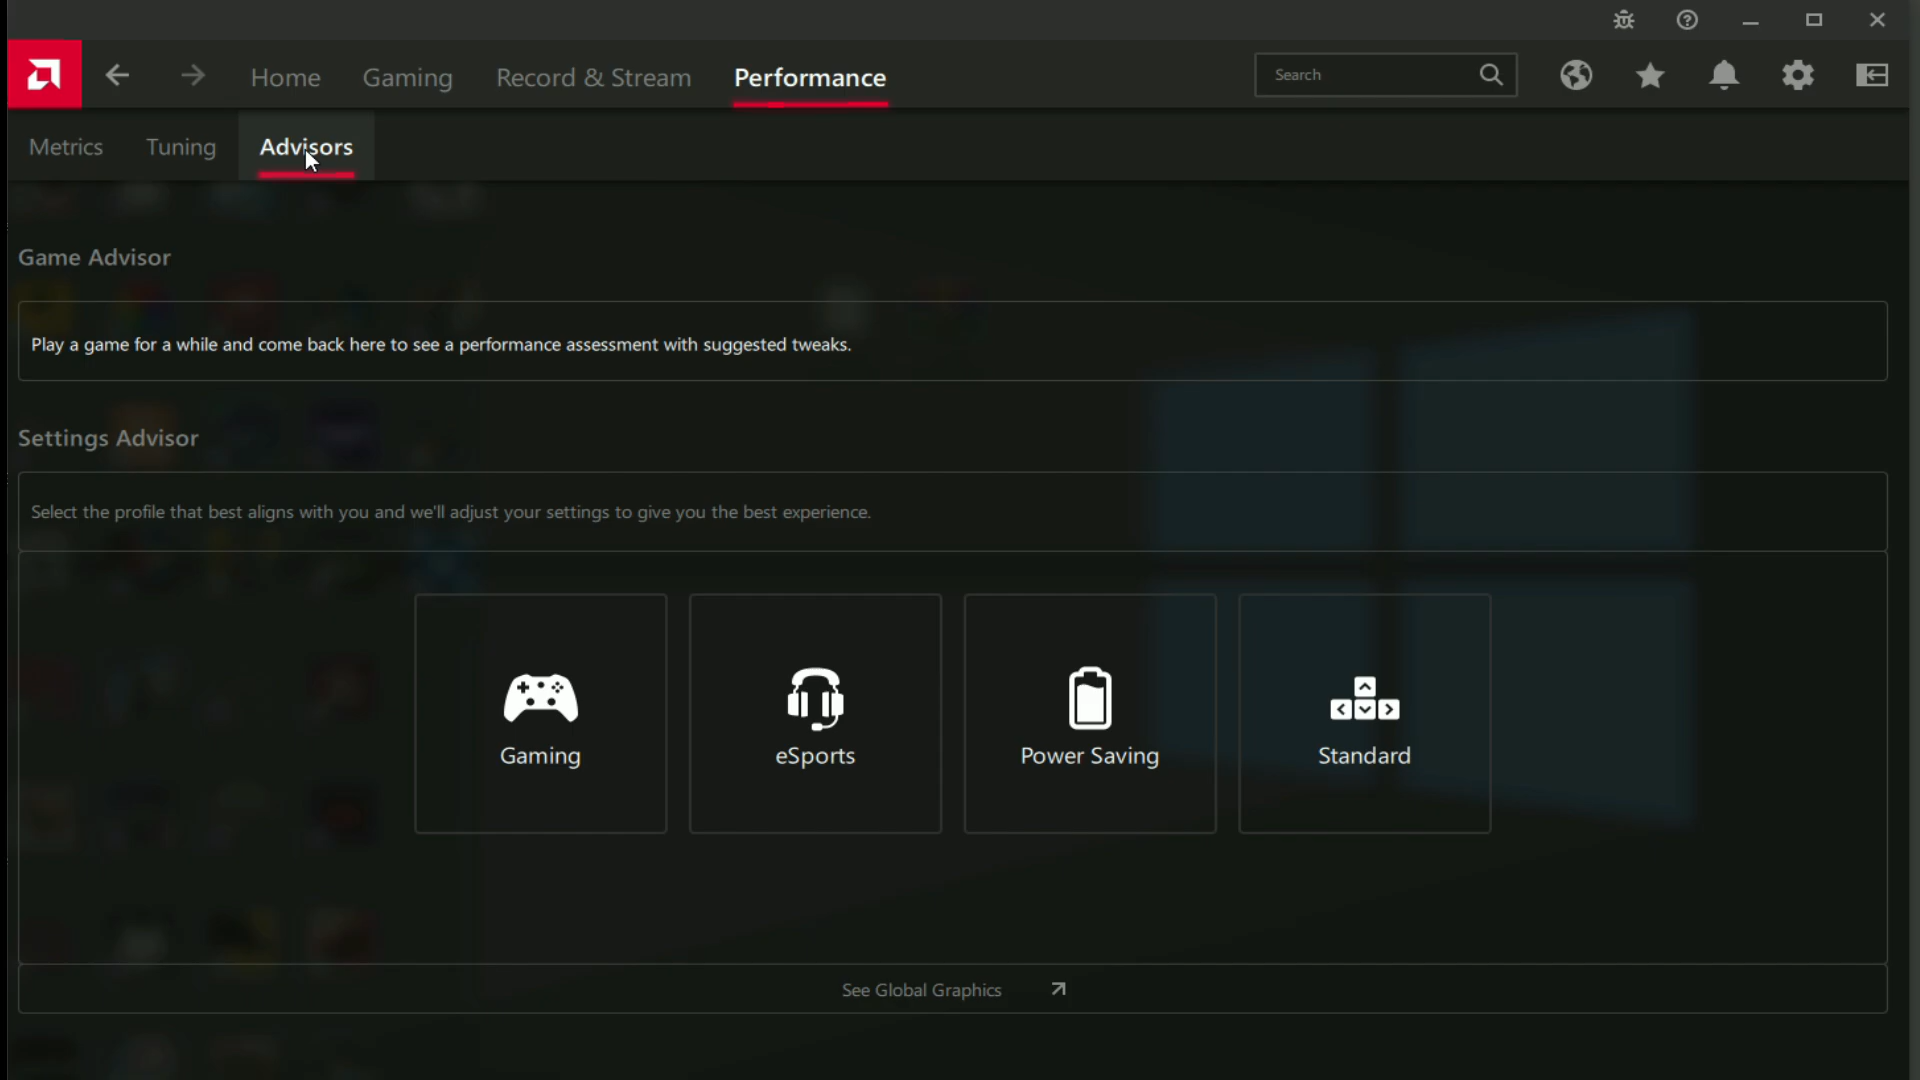 Home Gaming Record & Stream Performance Search
Metrics Tuning Advisors
Game Advisor
Play a game for a while and come back here to see a performance assessment with suggested tweaks.
Settings Advisor
Select the profile that best aligns with you and we'll adjust your settings to give you the best experience.
Gaming eSports Power Saving Standard
See Global Graphics